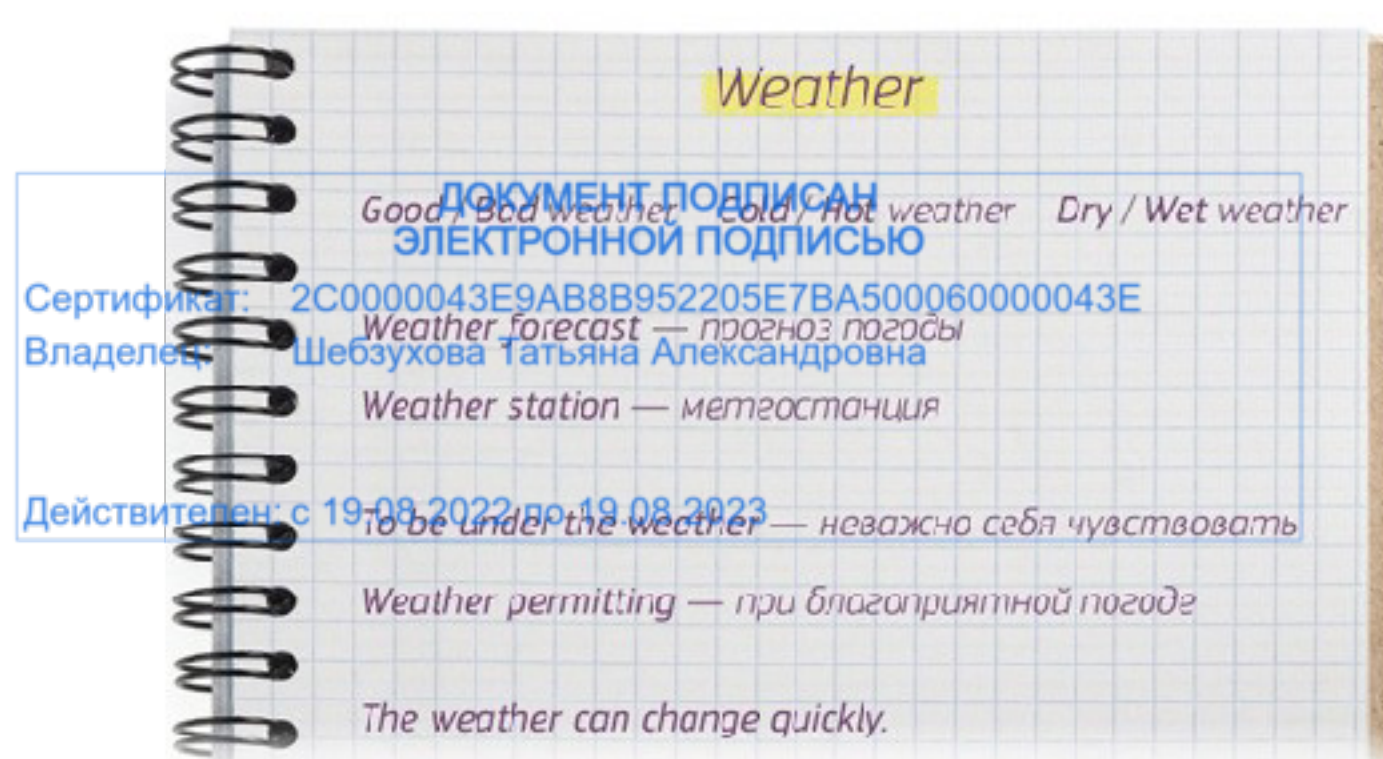 Weather
ДОКУМЕНТ ПОДПИСАН
Good / Bad weather Cold / Hot weather Dry / Wet weather
ЭЛЕКТРОННОЙ ПОДПИСЬЮ
Сертификат: 2C0000043E9AB8B952205E7BA500060000043E
Weather forecast — прогноз погоды
Владелец: Шебзухова Татьяна Александровна
Weather station — метеостанция
Действителен: с 19.08.2022 по 19.08.2023
To be under the weather — неважно себя чувствовать
Weather permitting — при благоприятной погоде
The weather can change quickly.